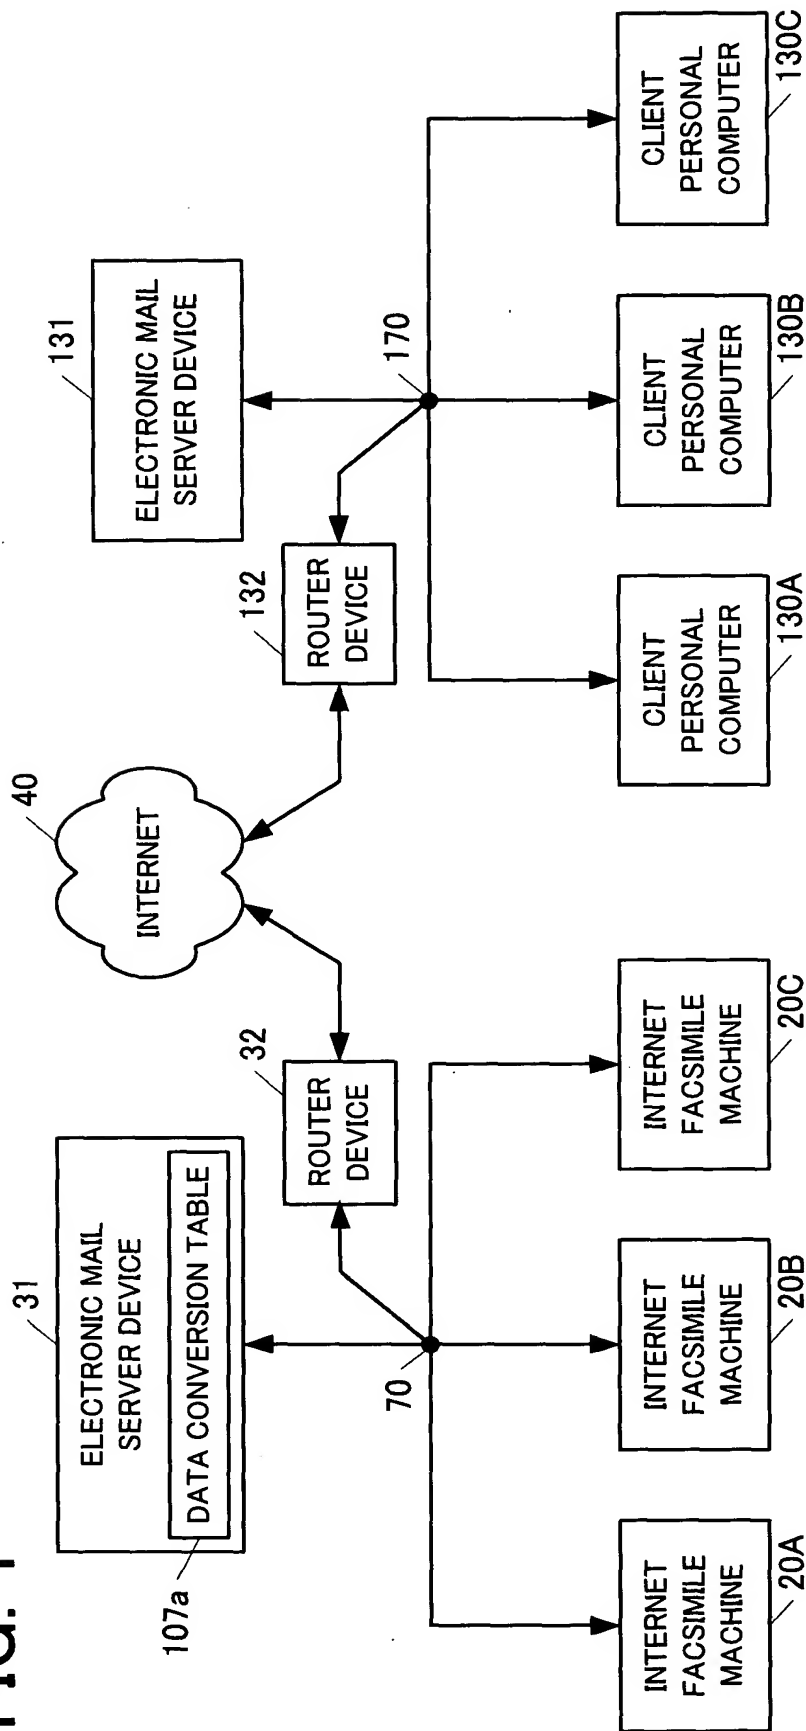 FIG. 1
31
ELECTRONIC MAIL
SERVER DEVICE
DATA CONVERSION TABLE
107a
40
INTERNET
131
ELECTRONIC MAIL
SERVER DEVICE
32
ROUTER
DEVICE
132
ROUTER
DEVICE
70
170
INTERNET
FACSIMILE
MACHINE
20A
INTERNET
FACSIMILE
MACHINE
20B
INTERNET
FACSIMILE
MACHINE
20C
CLIENT
PERSONAL
COMPUTER
130A
CLIENT
PERSONAL
COMPUTER
130B
CLIENT
PERSONAL
COMPUTER
130C